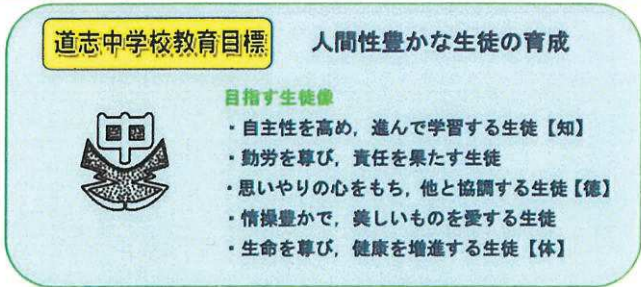 道志中学校教育目標　人間性豊かな生徒の育成
目指す生徒像
・自主性を高め，進んで学習する生徒【知】
・勤労を尊び，責任を果たす生徒
・思いやりの心をもち，他と協調する生徒【徳】
・情操豊かで，美しいものを愛する生徒
・生命を尊び，健康を増進する生徒【体】
中